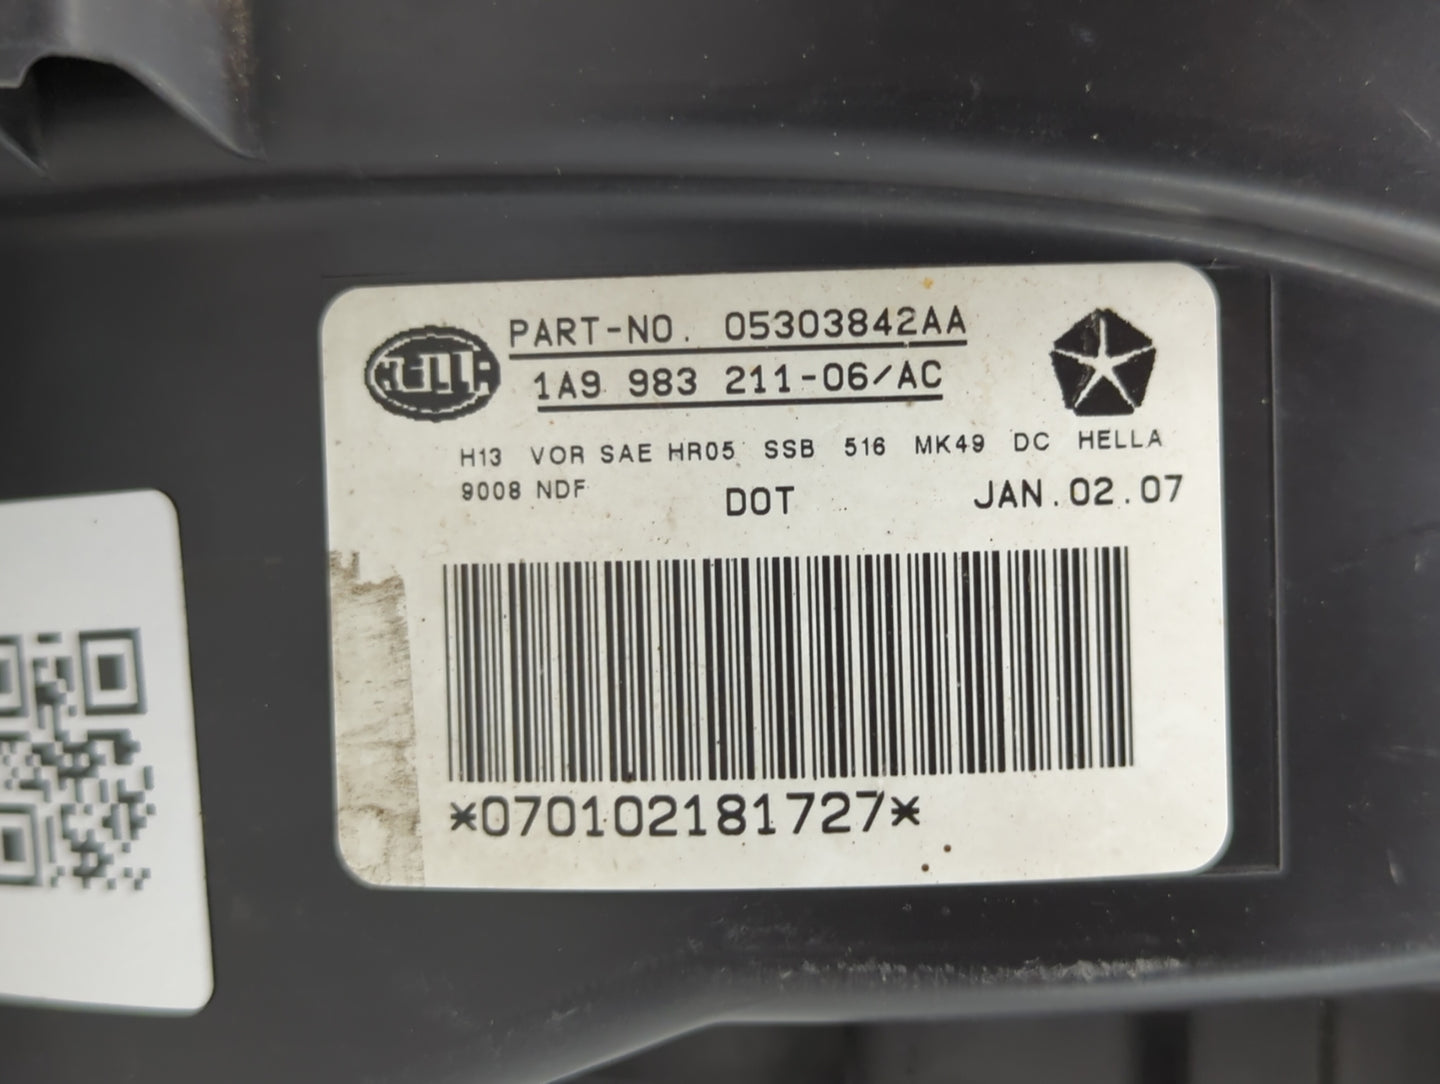 HELLA
PART-NO. 05303842AA
1A9 983 211-06/AC
H13 VOR SAE HR05 SSB 516 MK49 DC HELLA
9008 NDF
DOT
JAN.02.07
*070102181727*